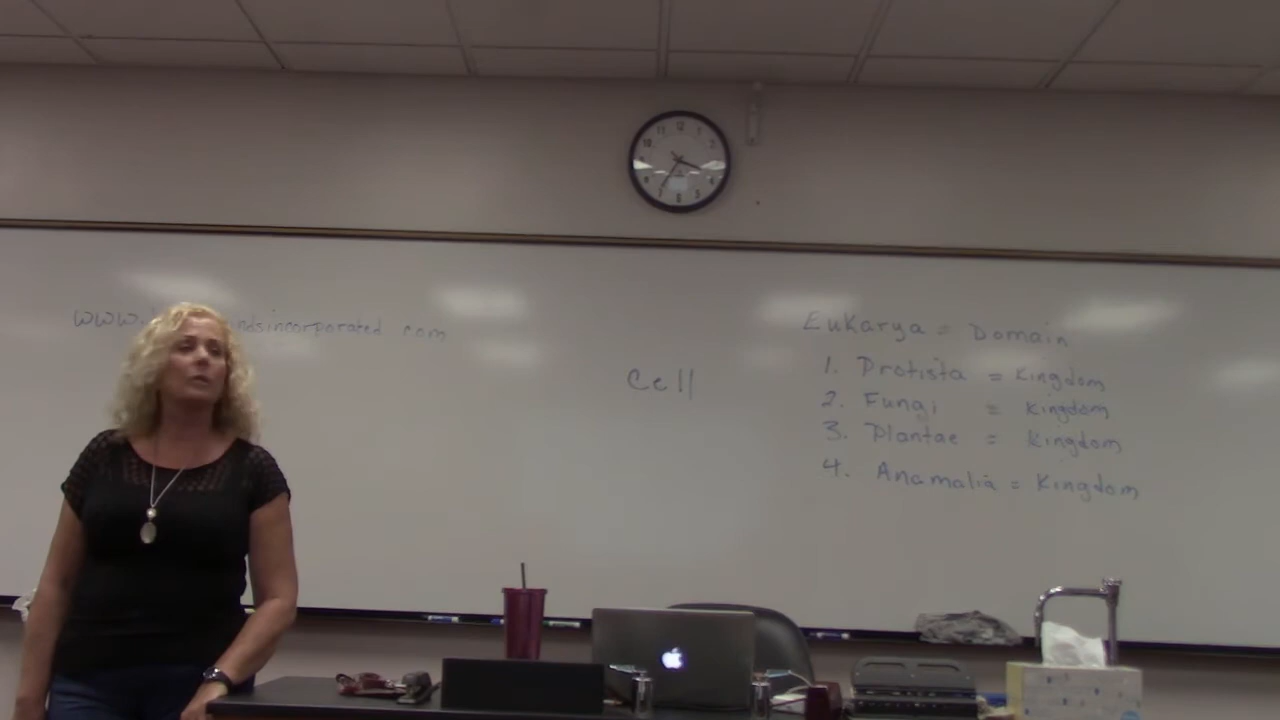 www. ndsincorporated.com
Cell
Eukarya = Domain
1. Protista = Kingdom
2. Fungi = Kingdom
3. Plantae = Kingdom
4. Anamalia = Kingdom